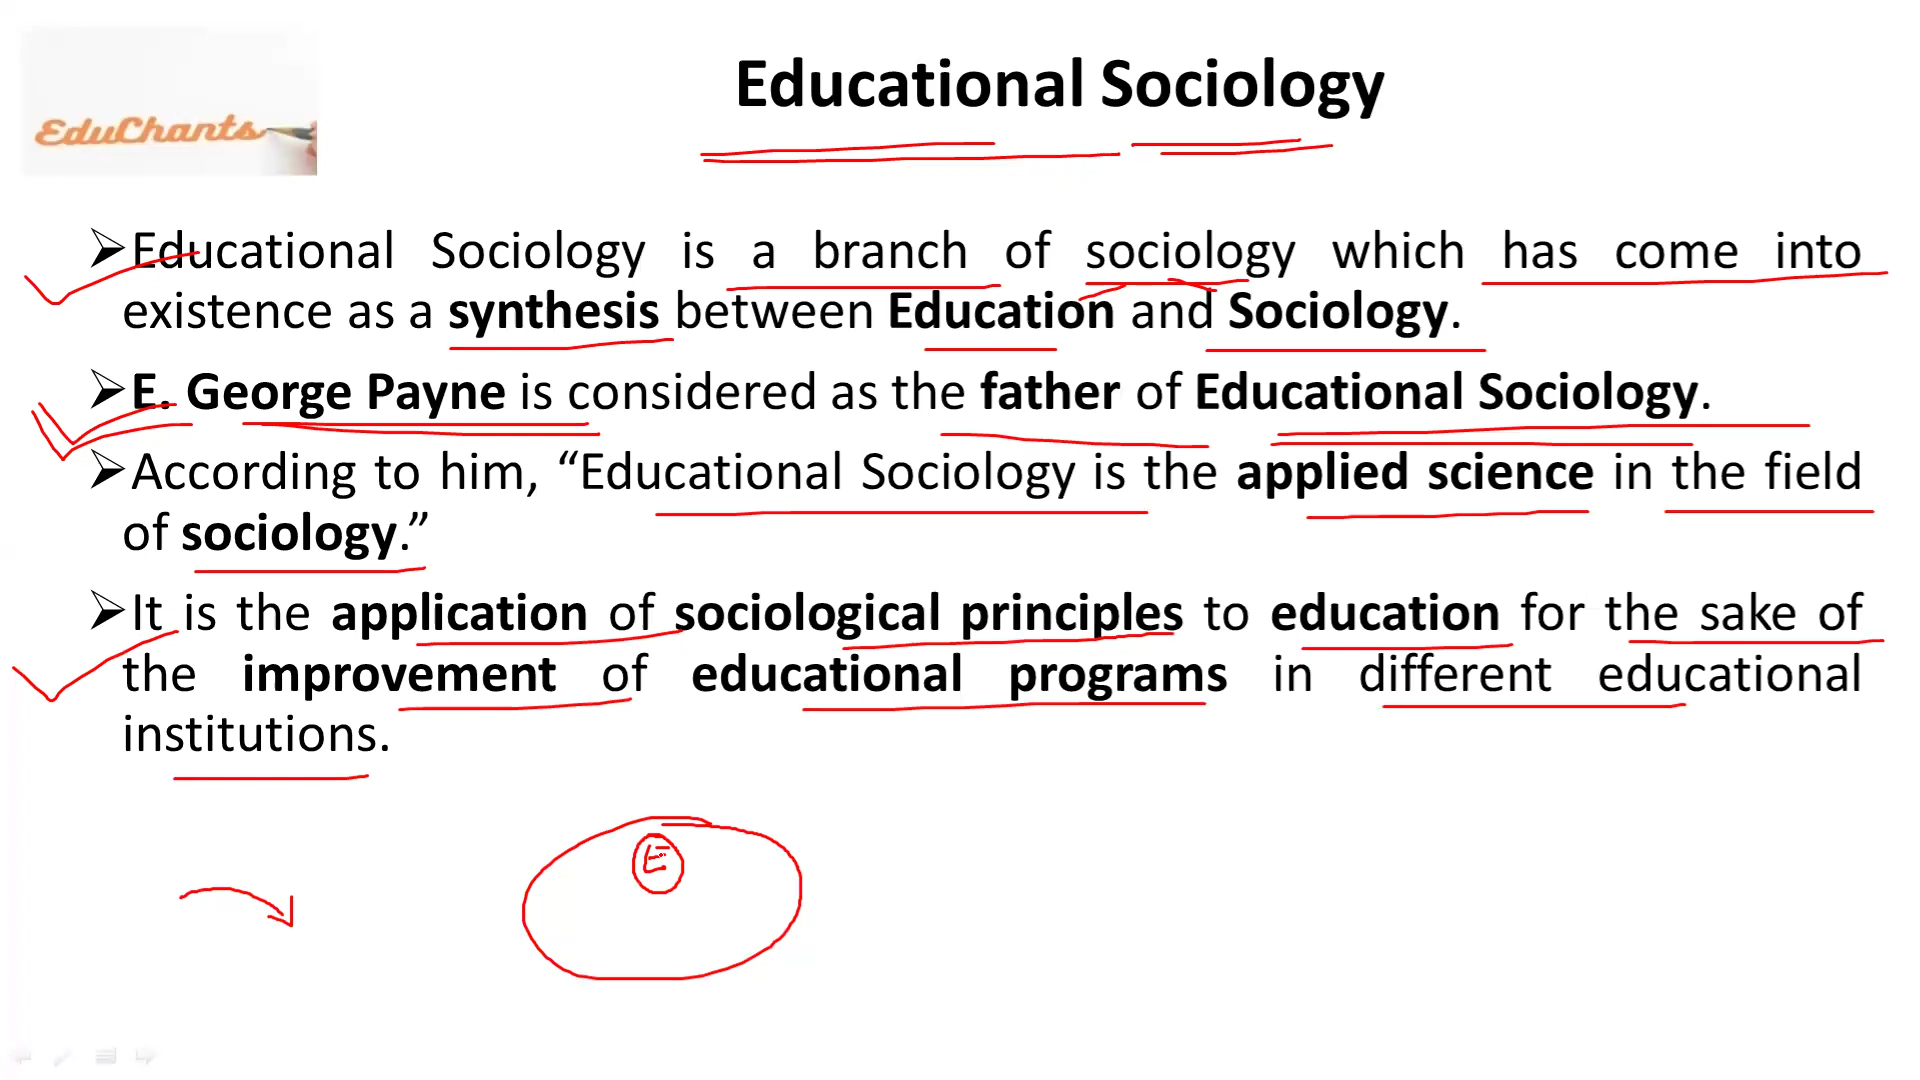 EduChants
Educational Sociology
➢Educational Sociology is a branch of sociology which has come into
existence as a synthesis between Education and Sociology.
➢E. George Payne is considered as the father of Educational Sociology.
➢According to him, “Educational Sociology is the applied science in the field
of sociology.”
➢It is the application of sociological principles to education for the sake of
the improvement of educational programs in different educational
institutions.
E